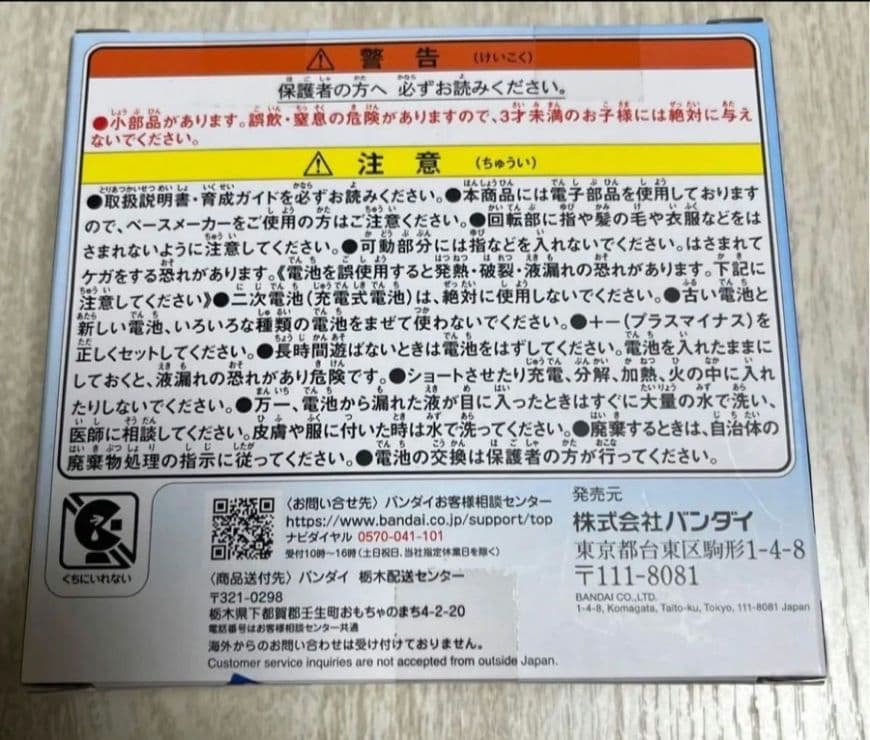 警告 (けいこく)
保護者の方へ 必ずお読みください。
●小部品があります。誤飲・窒息の危険がありますので、3才未満のお子様には絶対に与え
ないでください。
注意 (ちゅうい)
●取扱説明書・育成ガイドを必ずお読みください。●本商品には電子部品を使用しております
ので、ペースメーカーをご使用の方はご注意ください。●回転部に指や髪の毛や衣服などをは
さまれないように注意してください。●可動部分には指などを入れないでください。はさまれて
ケガをする恐れがあります。《電池を誤使用すると発熱・破裂・液漏れの恐れがあります。下記に
注意してください》●二次電池(充電式電池)は、絶対に使用しないでください。●古い電池と
新しい電池、いろいろな種類の電池をまぜて使わないでください。●+-(プラスマイナス)を
正しくセットしてください。●長時間遊ばないときは電池をはずしてください。電池を入れたままに
しておくと、液漏れの恐れがあり危険です。●ショートさせたり充電、分解、加熱、火の中に入れ
たりしないでください。●万一、電池から漏れた液が目に入ったときはすぐに大量の水で洗い、
医師に相談してください。皮膚や服に付いた時は水で洗ってください。●廃棄するときは、自治体の
廃棄物処理の指示に従ってください。●電池の交換は保護者の方が行ってください。
くちにいれない
〈お問い合せ先〉バンダイお客様相談センター
https://www.bandai.co.jp/support/top
ナビダイヤル 0570-041-101
受付10時～16時(土日祝日、当社指定休業日を除く)
〈商品送付先〉バンダイ 栃木配送センター
〒321-0298
栃木県下都賀郡壬生町おもちゃのまち4-2-20
電話番号はお客様相談センター共通
海外からのお問い合わせは受け付けておりません。
Customer service inquiries are not accepted from outside Japan.
発売元
株式会社バンダイ
東京都台東区駒形1-4-8
〒111-8081
BANDAI CO.,LTD.
1-4-8, Komagata, Taito-ku, Tokyo, 111-8081 Japan